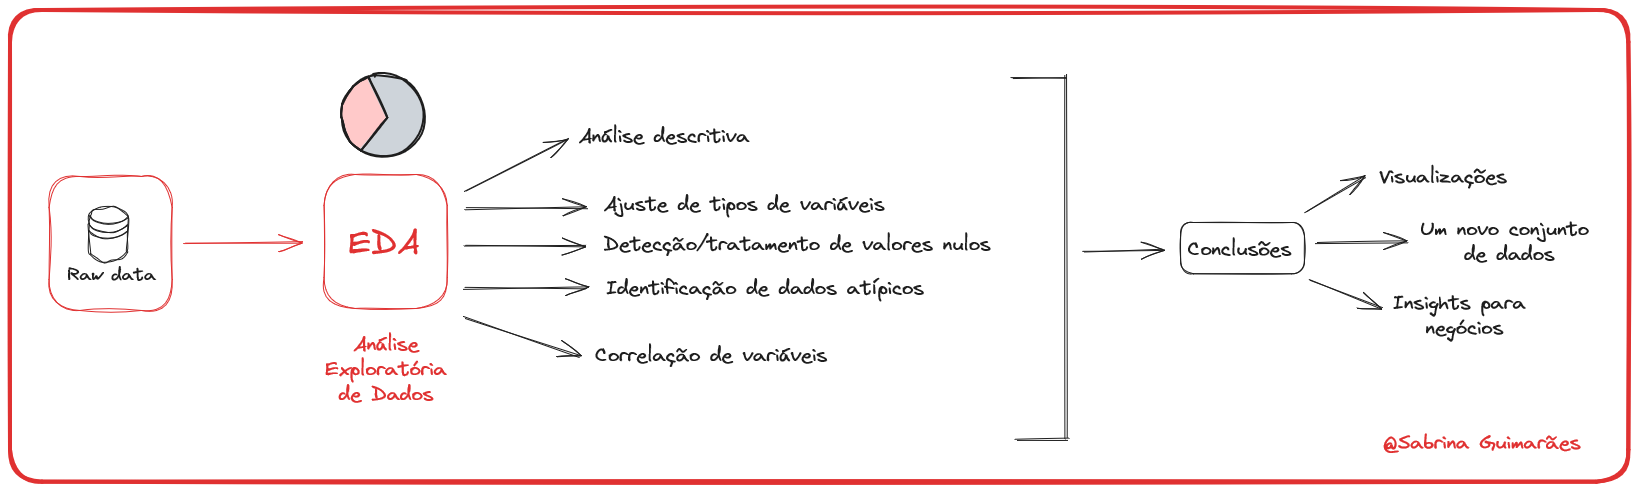 Raw data
EDA
Análise
Exploratória
de Dados
Análise descritiva
Ajuste de tipos de variáveis
Detecção/tratamento de valores nulos
Identificação de dados atípicos
Correlação de variáveis
Conclusões
Visualizações
Um novo conjunto
de dados
Insights para
negócios
@Sabrina Guimarães